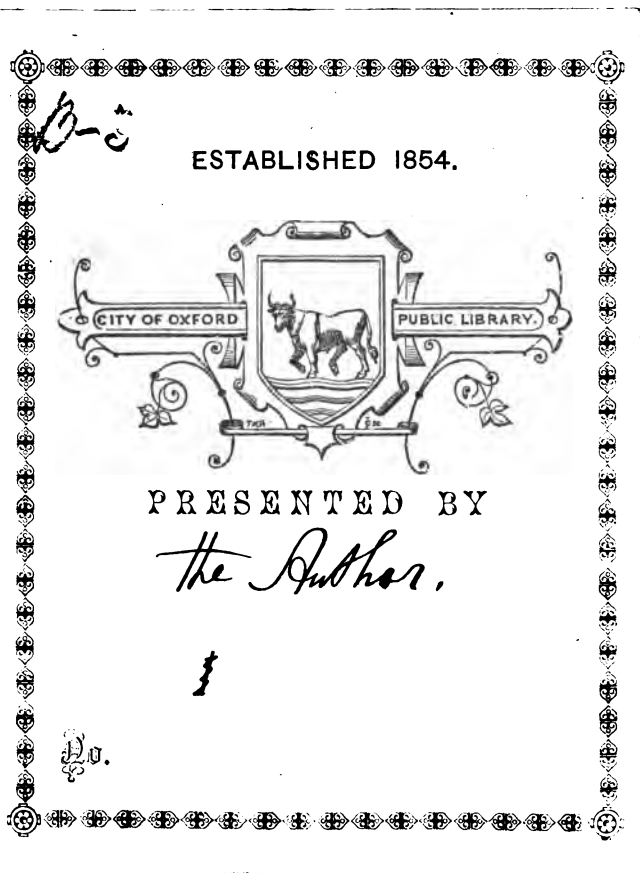 ESTABLISHED 1854.
CITY OF OXFORD PUBLIC LIBRARY.
PRESENTED BY
the Author.
No.